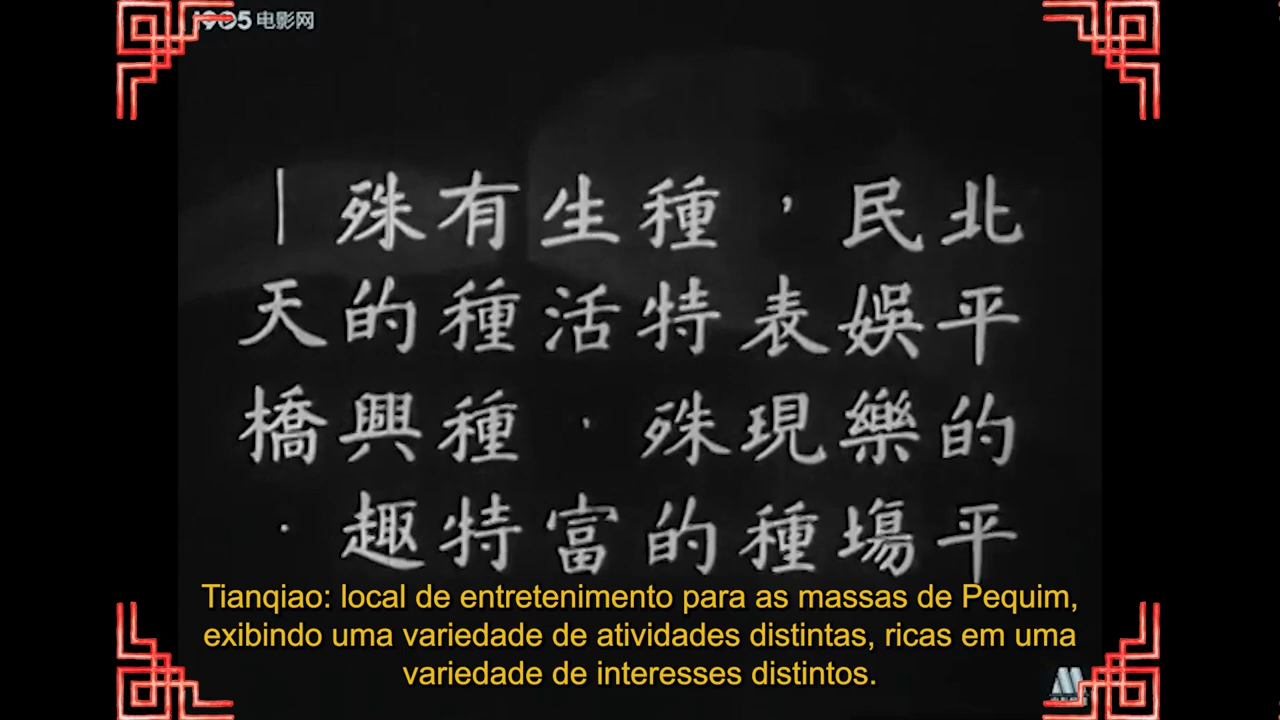 1905电影网
北平的平
民娛樂塲
，表現種
種特殊的
生活，富
有種種特
殊的興趣
｜天橋．
Tianqiao: local de entretenimento para as massas de Pequim,
exibindo uma variedade de atividades distintas, ricas em uma
variedade de interesses distintos.